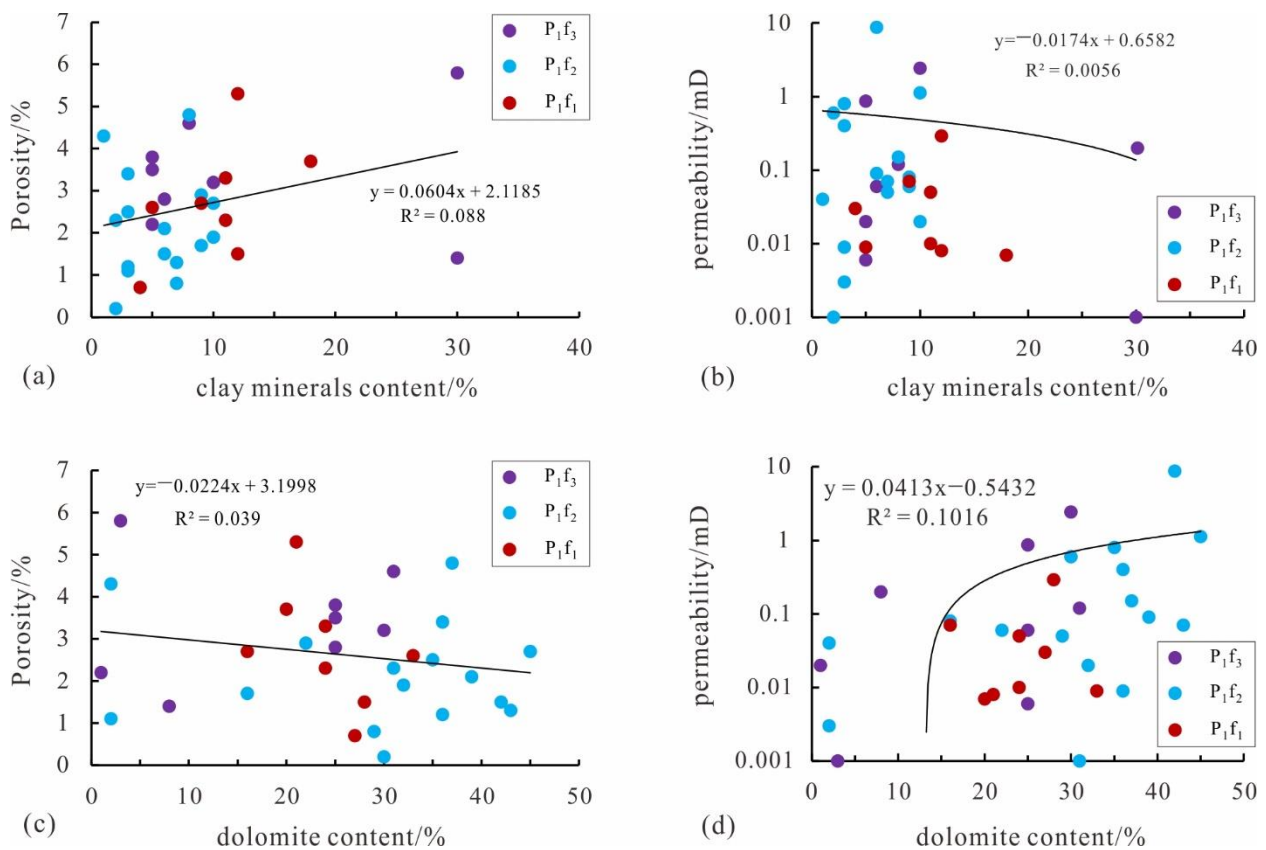 7
6
5
4
3
2
1
0
Porosity/%
P₁f₃
P₁f₂
P₁f₁
y = 0.0604x + 2.1185
R² = 0.088
0 10 20 30 40
clay minerals content/%
(a)
10
1
0.1
0.01
0.001
permeability/mD
y=−0.0174x + 0.6582
R² = 0.0056
P₁f₃
P₁f₂
P₁f₁
0 10 20 30 40
clay minerals content/%
(b)
7
6
5
4
3
2
1
0
Porosity/%
y=−0.0224x + 3.1998
R² = 0.039
P₁f₃
P₁f₂
P₁f₁
0 10 20 30 40 50
dolomite content/%
(c)
10
1
0.1
0.01
0.001
permeability/mD
y = 0.0413x−0.5432
R² = 0.1016
P₁f₃
P₁f₂
P₁f₁
0 10 20 30 40 50
dolomite content/%
(d)